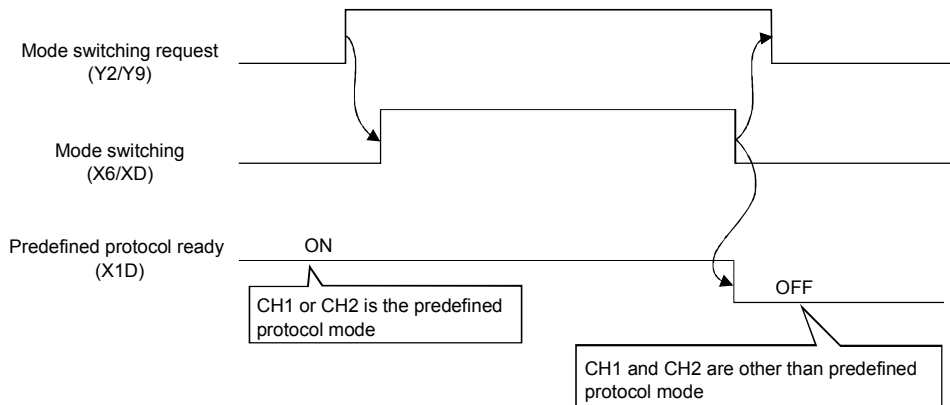 Mode switching request
(Y2/Y9)
Mode switching
(X6/XD)
Predefined protocol ready
(X1D)
ON
CH1 or CH2 is the predefined
protocol mode
OFF
CH1 and CH2 are other than predefined
protocol mode